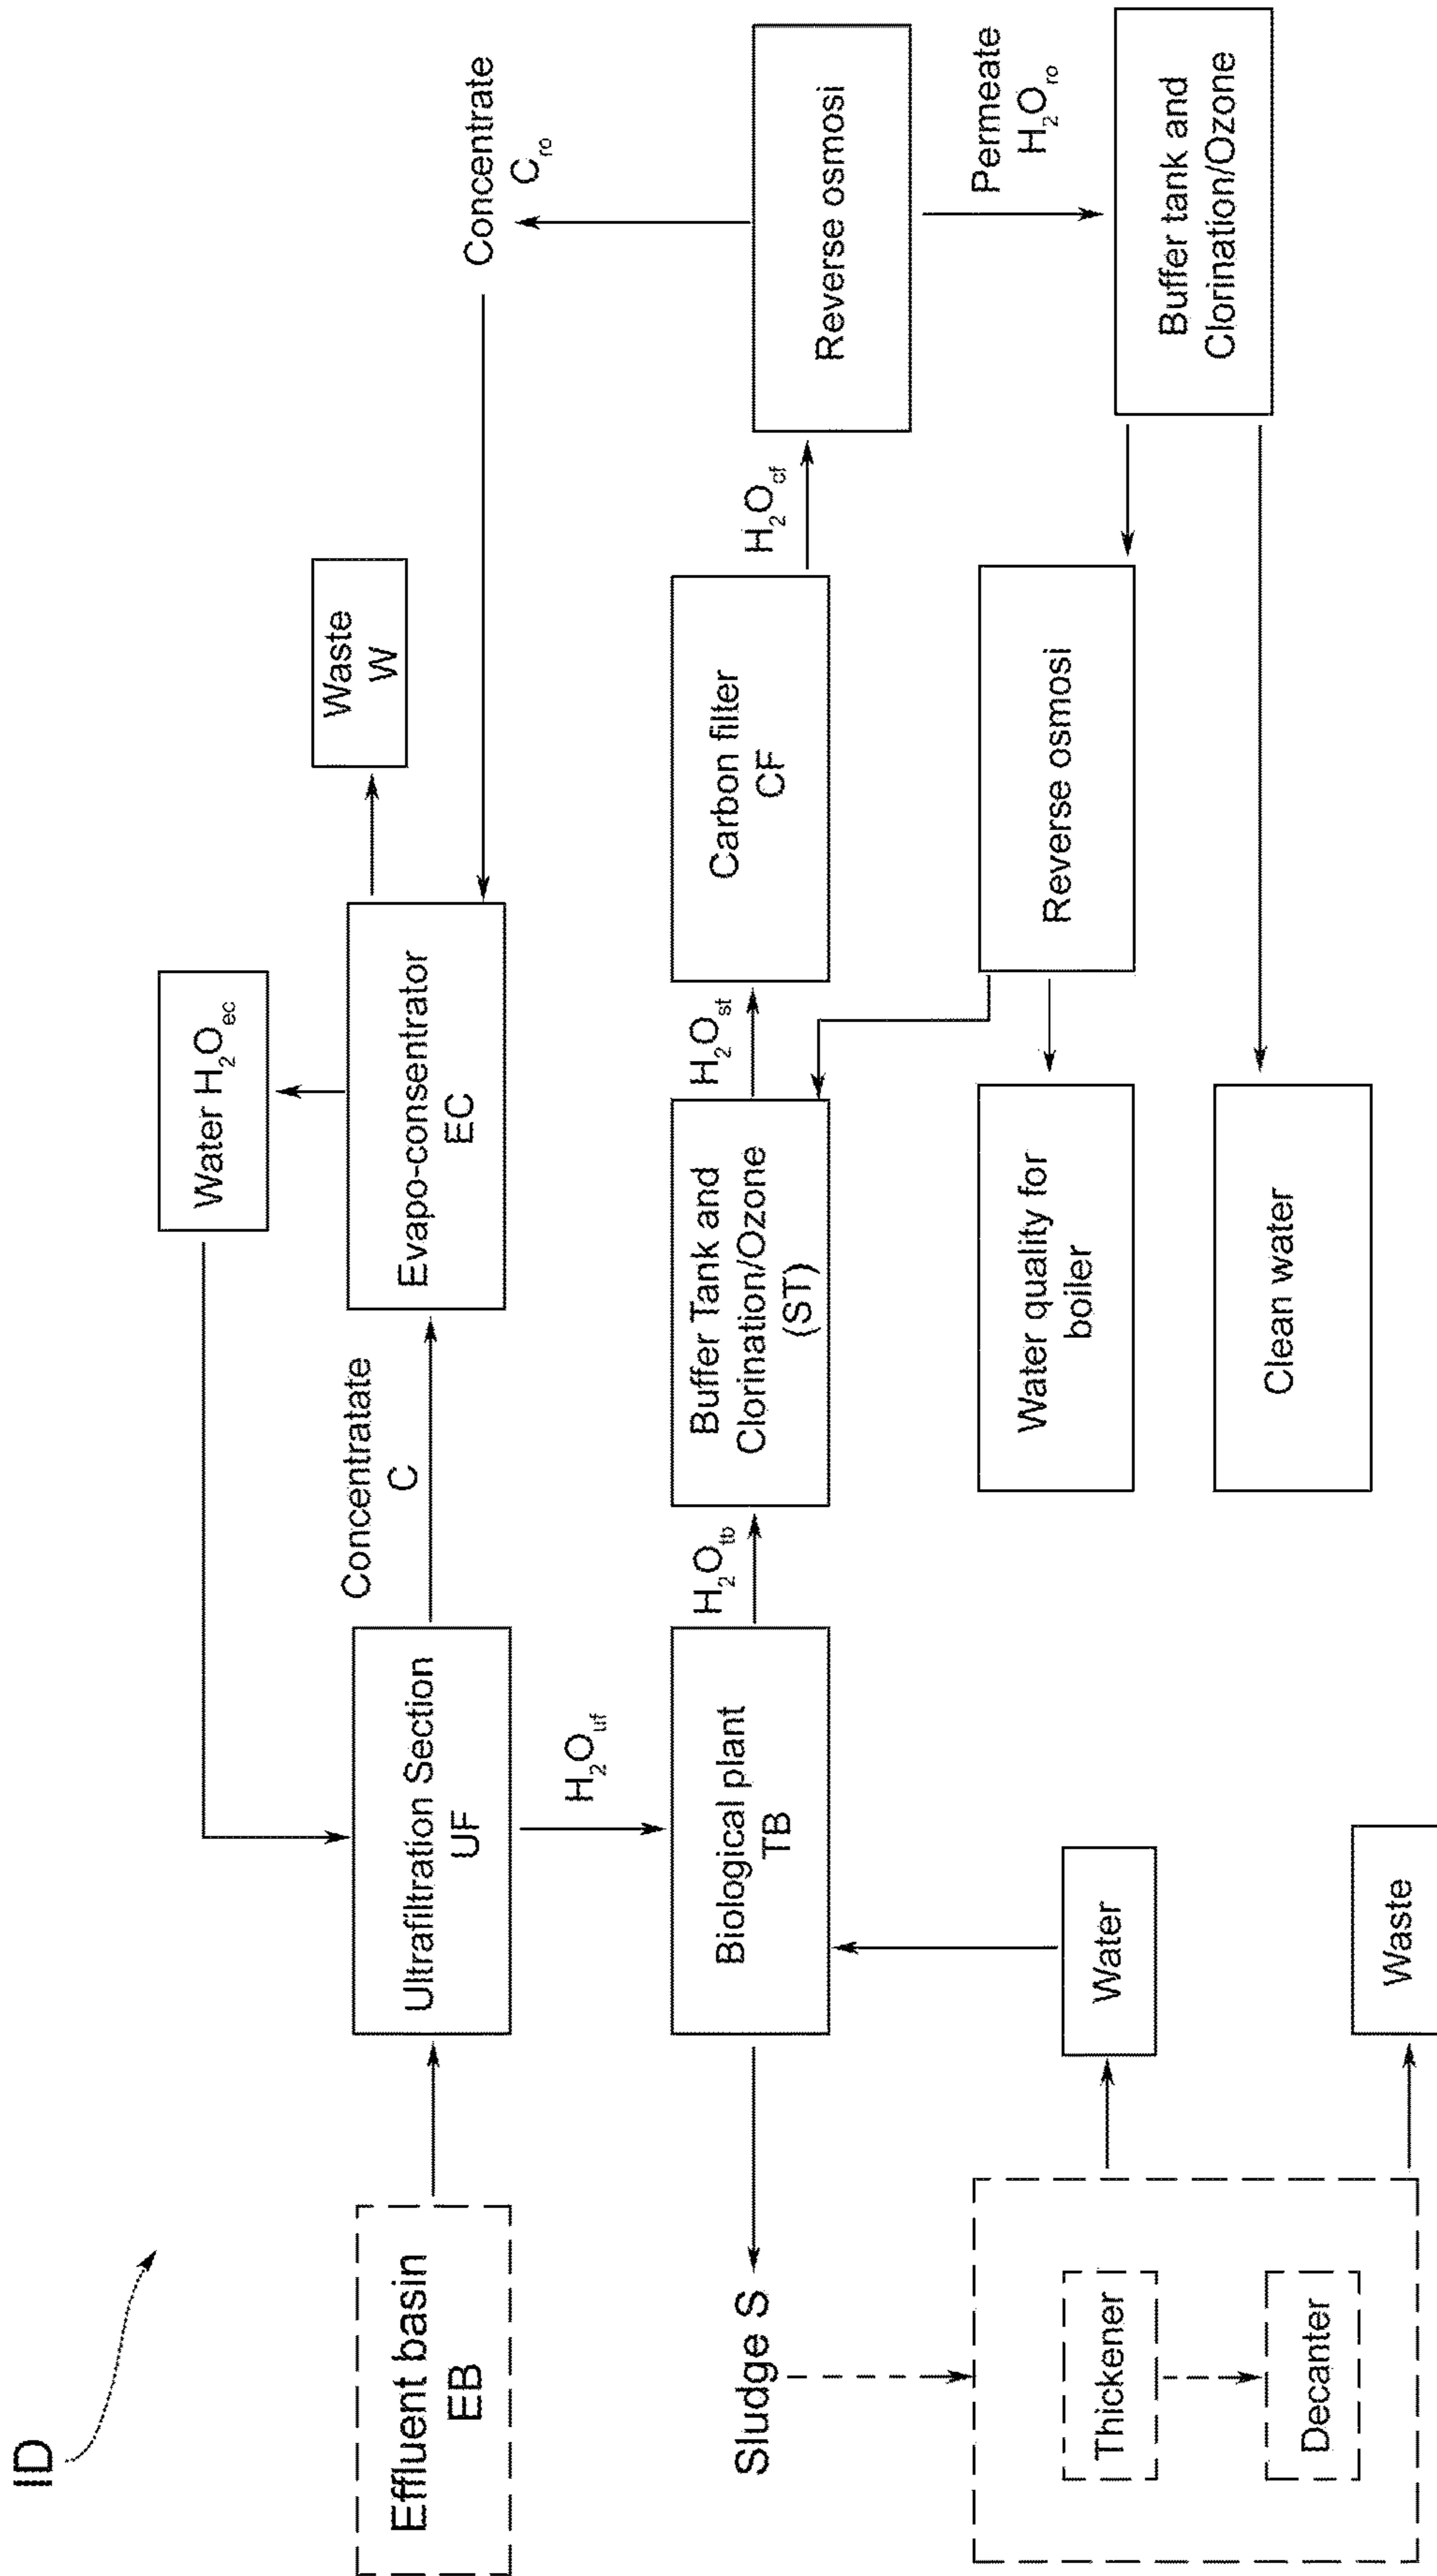 ID
Effluent basin
EB
Ultrafiltration Section
UF
Concentratate
C
Evapo-consentrator
EC
Water H₂Oec
Waste
W
Concentrate
Cro
H₂Ouf
Biological plant
TB
H₂Otb
Buffer Tank and
Clorination/Ozone
(ST)
H₂Ost
Carbon filter
CF
H₂Ocf
Reverse osmosi
Permeate
H₂Oro
Buffer tank and
Clorination/Ozone
Reverse osmosi
Water quality for
boiler
Clean water
Sludge S
Thickener
Decanter
Water
Waste